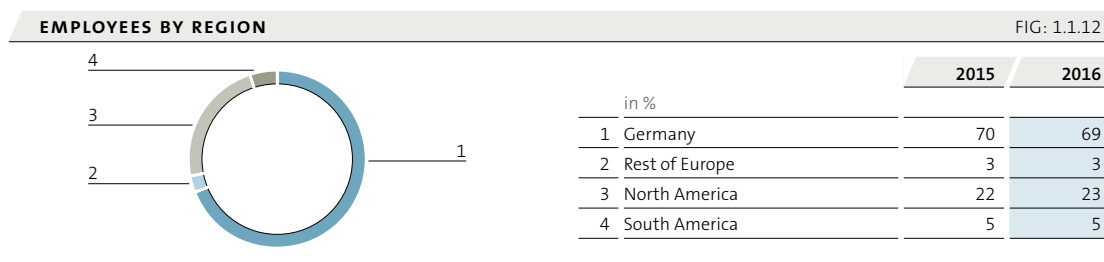 EMPLOYEES BY REGION FIG: 1.1.12
4
3
2
1
2015 2016
in %
1 Germany 70 69
2 Rest of Europe 3 3
3 North America 22 23
4 South America 5 5